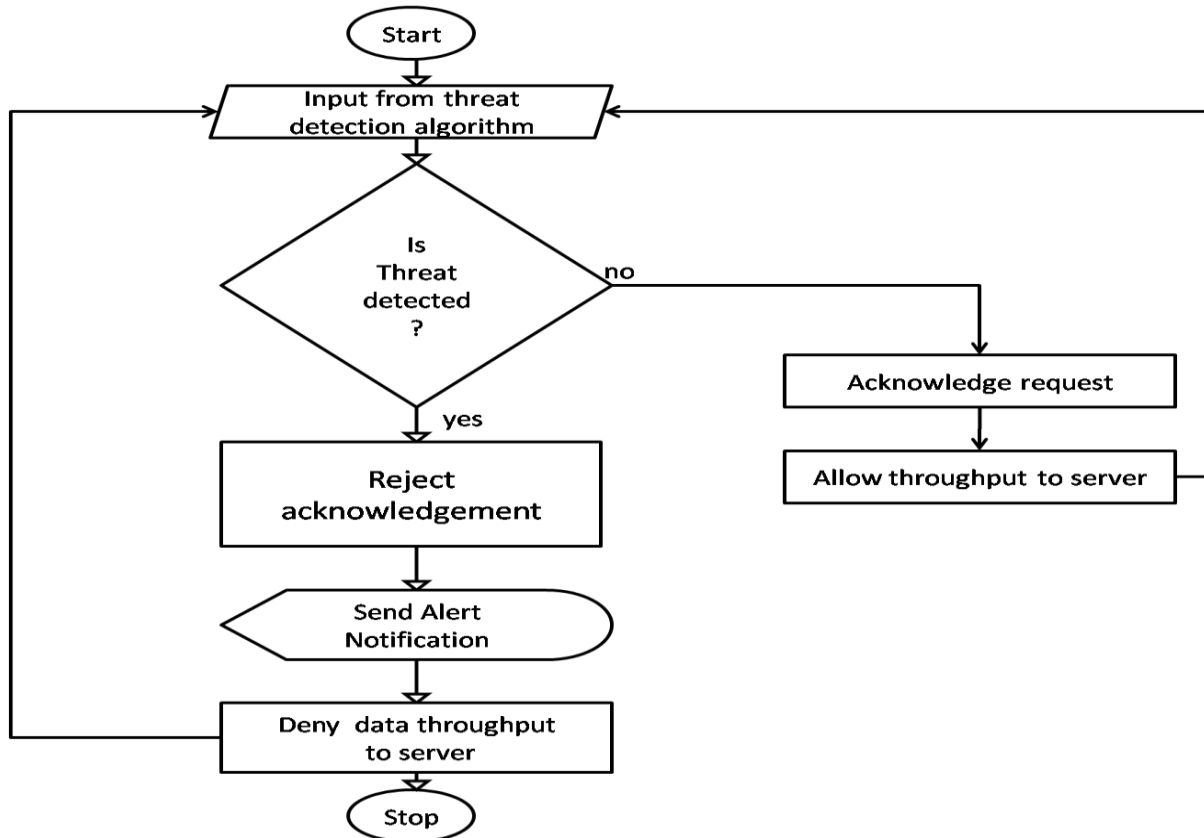 Start
Input from threat
detection algorithm
Is
Threat
detected
?
no
yes
Acknowledge request
Allow throughput to server
Reject
acknowledgement
Send Alert
Notification
Deny data throughput
to server
Stop